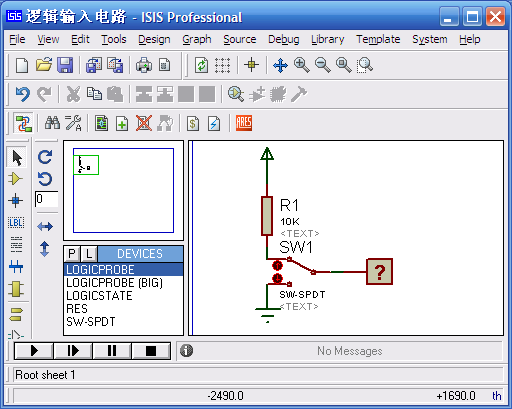 ISIS 逻辑输入电路 - ISIS Professional
File View Edit Tools Design Graph Source Debug Library Template System Help
LBL
0
P L DEVICES
LOGICPROBE
LOGICPROBE (BIG)
LOGICSTATE
RES
SW-SPDT
R1
10K
<TEXT>
SW1
?
SW-SPDT
<TEXT>
No Messages
Root sheet 1
-2490.0 +1690.0 th